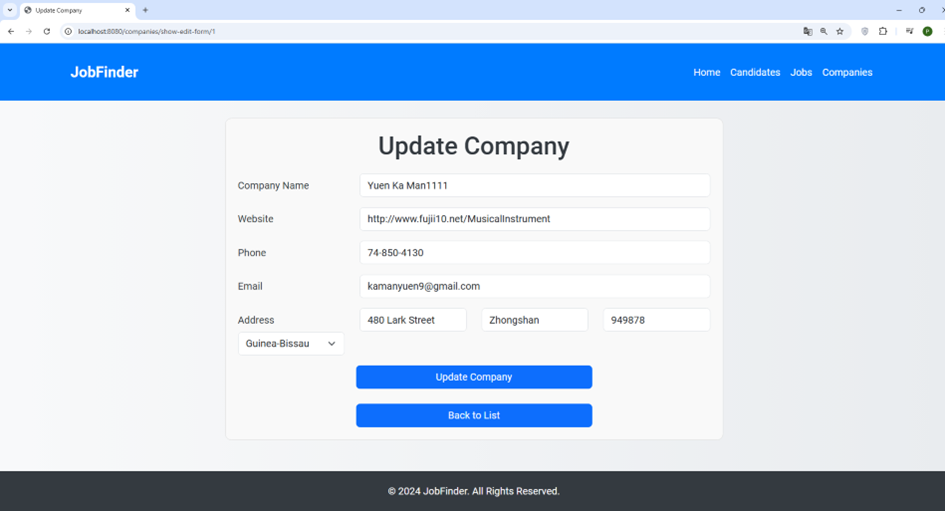 Update Company
localhost:8080/companies/show-edit-form/1
JobFinder Home Candidates Jobs Companies
Update Company
Company Name Yuen Ka Man1111
Website http://www.fujii10.net/MusicalInstrument
Phone 74-850-4130
Email kamanyuen9@gmail.com
Address 480 Lark Street Zhongshan 949878
Guinea-Bissau
Update Company
Back to List
© 2024 JobFinder. All Rights Reserved.